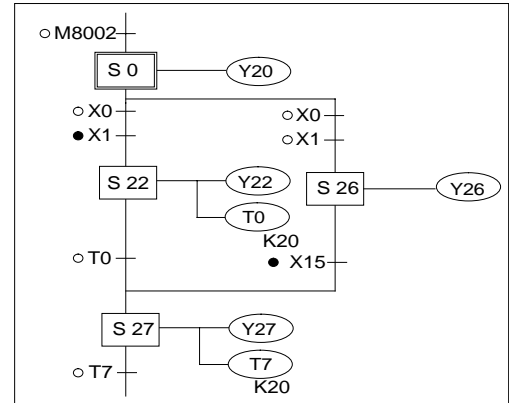 M8002
S 0 Y20
X0 X0
X1 X1
S 22 Y22 S 26 Y26
T0
K20
T0 X15
S 27 Y27
T7
T7 K20